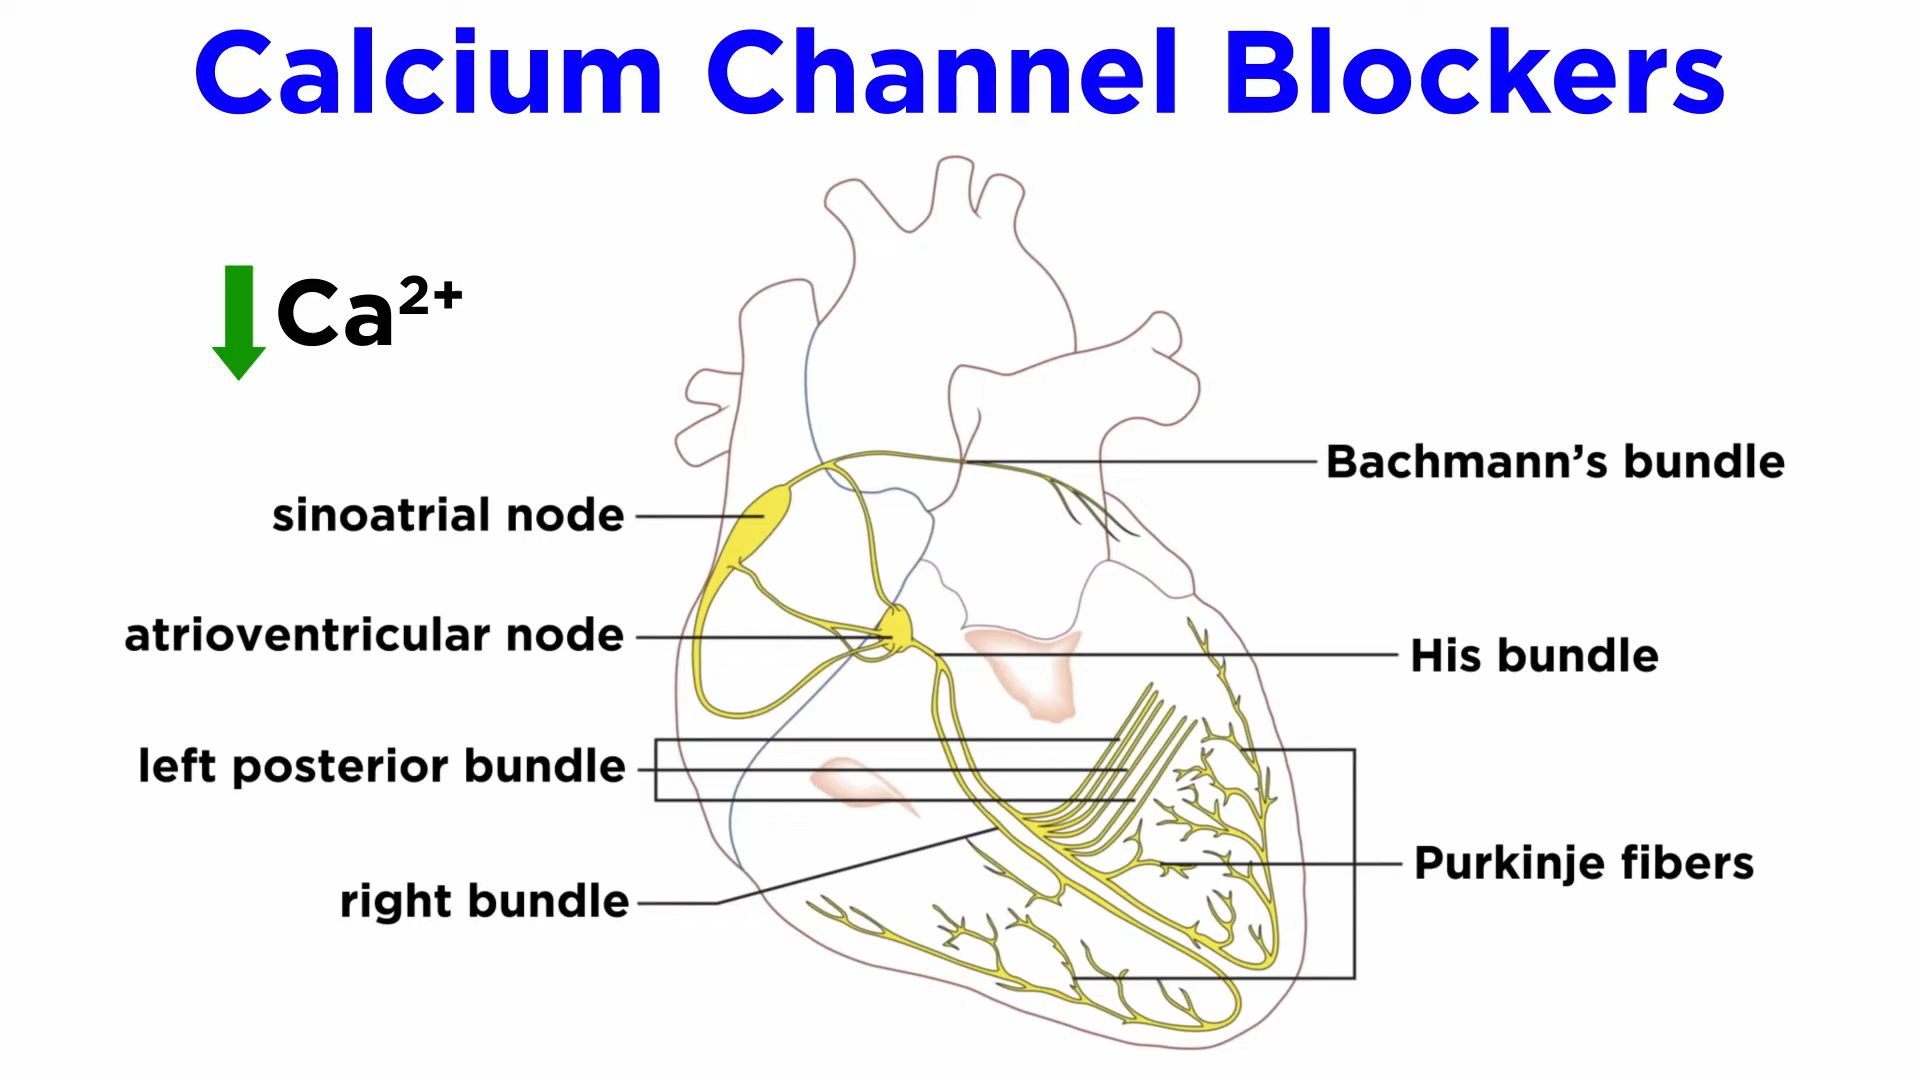 Calcium Channel Blockers
Ca²⁺
Bachmann’s bundle
sinoatrial node
atrioventricular node
His bundle
left posterior bundle
Purkinje fibers
right bundle